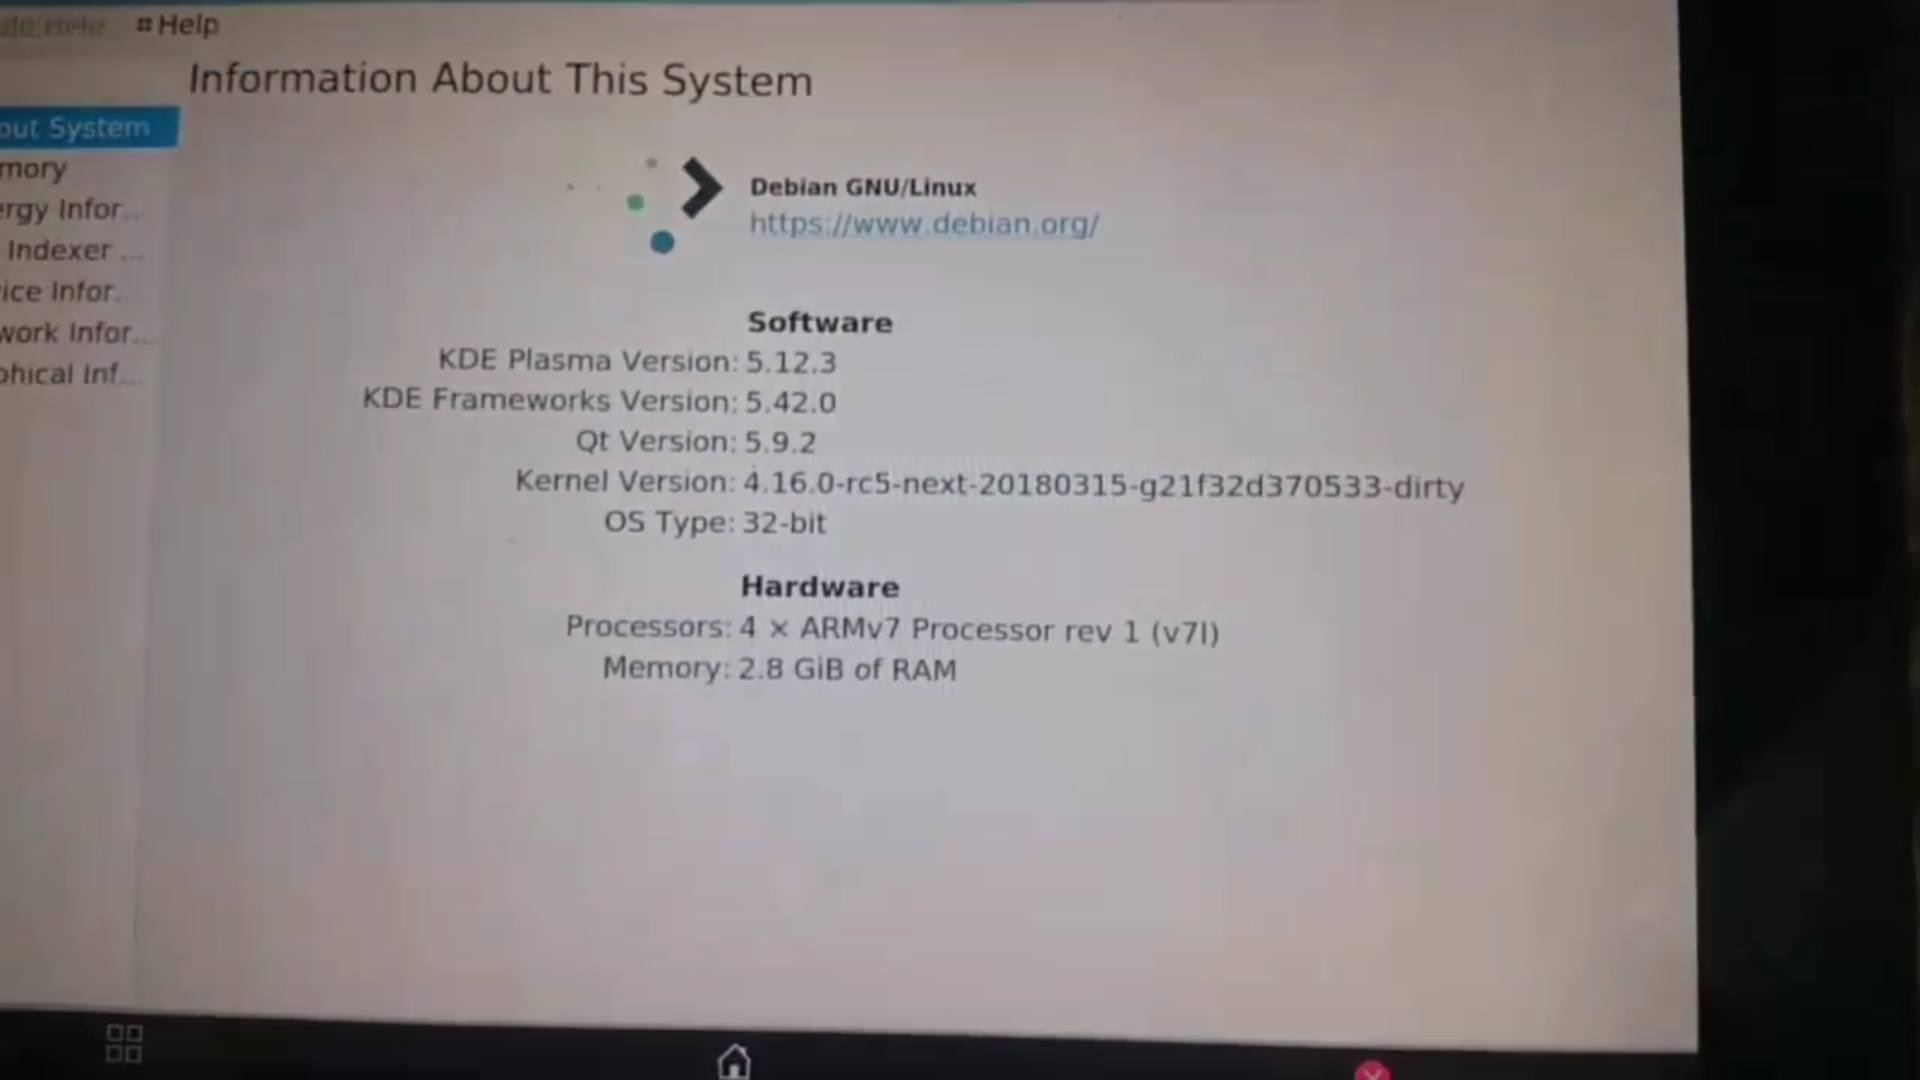 Help
Information About This System
out System
mory
ergy Infor...
Indexer ...
ice Infor...
work Infor...
phical Inf...
Debian GNU/Linux
https://www.debian.org/
Software
KDE Plasma Version: 5.12.3
KDE Frameworks Version: 5.42.0
Qt Version: 5.9.2
Kernel Version: 4.16.0-rc5-next-20180315-g21f32d370533-dirty
OS Type: 32-bit
Hardware
Processors: 4 × ARMv7 Processor rev 1 (v7l)
Memory: 2.8 GiB of RAM